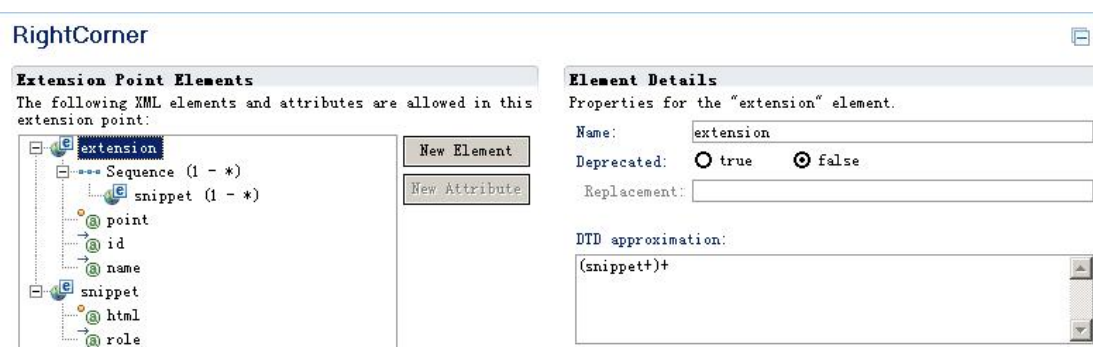 RightCorner
Extension Point Elements
The following XML elements and attributes are allowed in this
extension point:
extension
Sequence (1 - *)
snippet (1 - *)
point
id
name
snippet
html
role
New Element
New Attribute
Element Details
Properties for the "extension" element.
Name: extension
Deprecated: true false
Replacement:
DTD approximation:
(snippet+)+